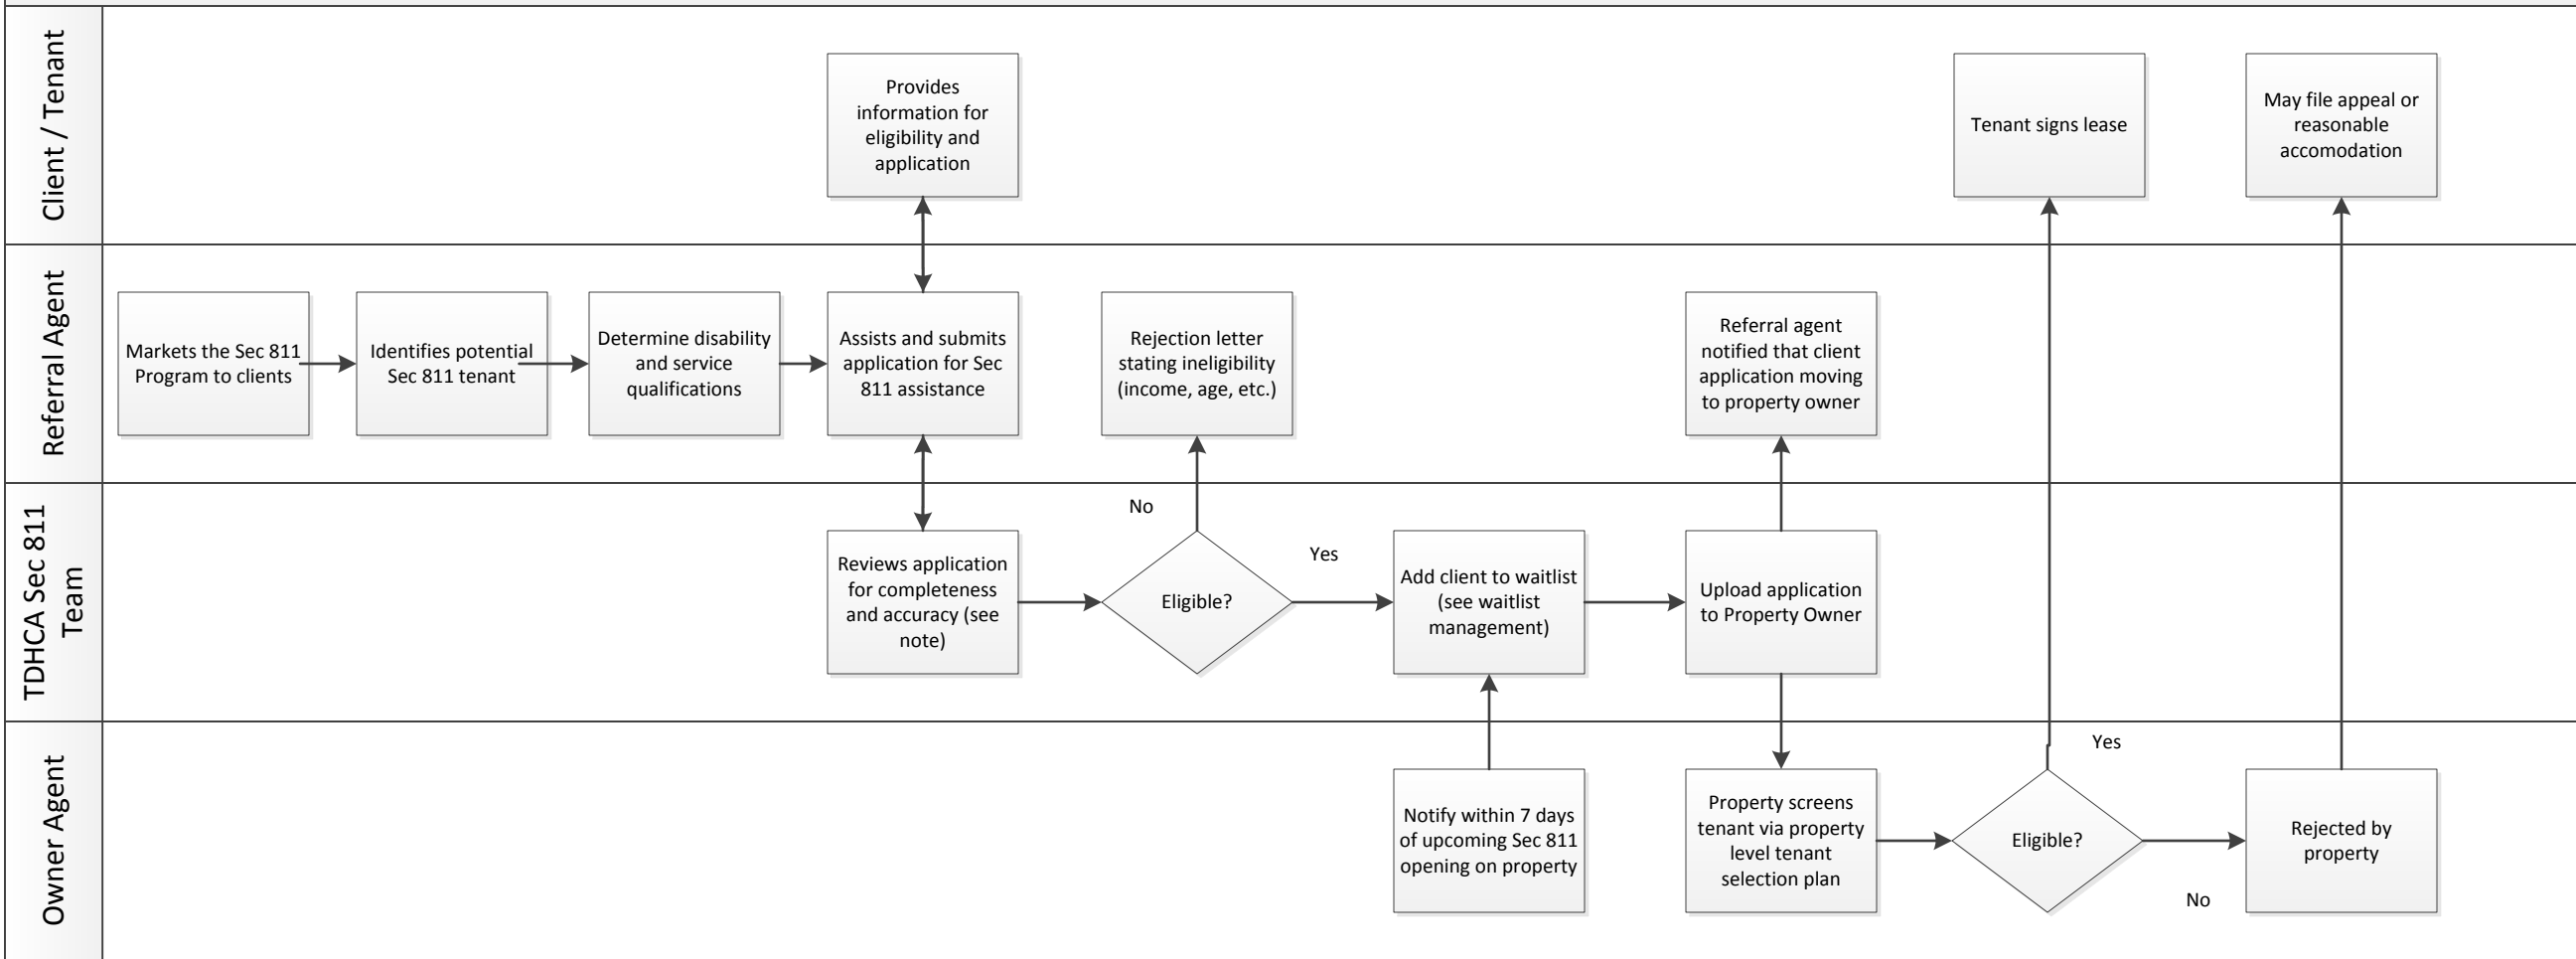 Client / Tenant
Provides
information for
eligibility and
application
Tenant signs lease
May file appeal or
reasonable
accomodation
Referral Agent
Markets the Sec 811
Program to clients
Identifies potential
Sec 811 tenant
Determine disability
and service
qualifications
Assists and submits
application for Sec
811 assistance
Rejection letter
stating ineligibility
(income, age, etc.)
Referral agent
notified that client
application moving
to property owner
TDHCA Sec 811
Team
Reviews application
for completeness
and accuracy (see
note)
Eligible?
No
Yes
Add client to waitlist
(see waitlist
management)
Upload application
to Property Owner
Owner Agent
Notify within 7 days
of upcoming Sec 811
opening on property
Property screens
tenant via property
level tenant
selection plan
Eligible?
Yes
No
Rejected by
property